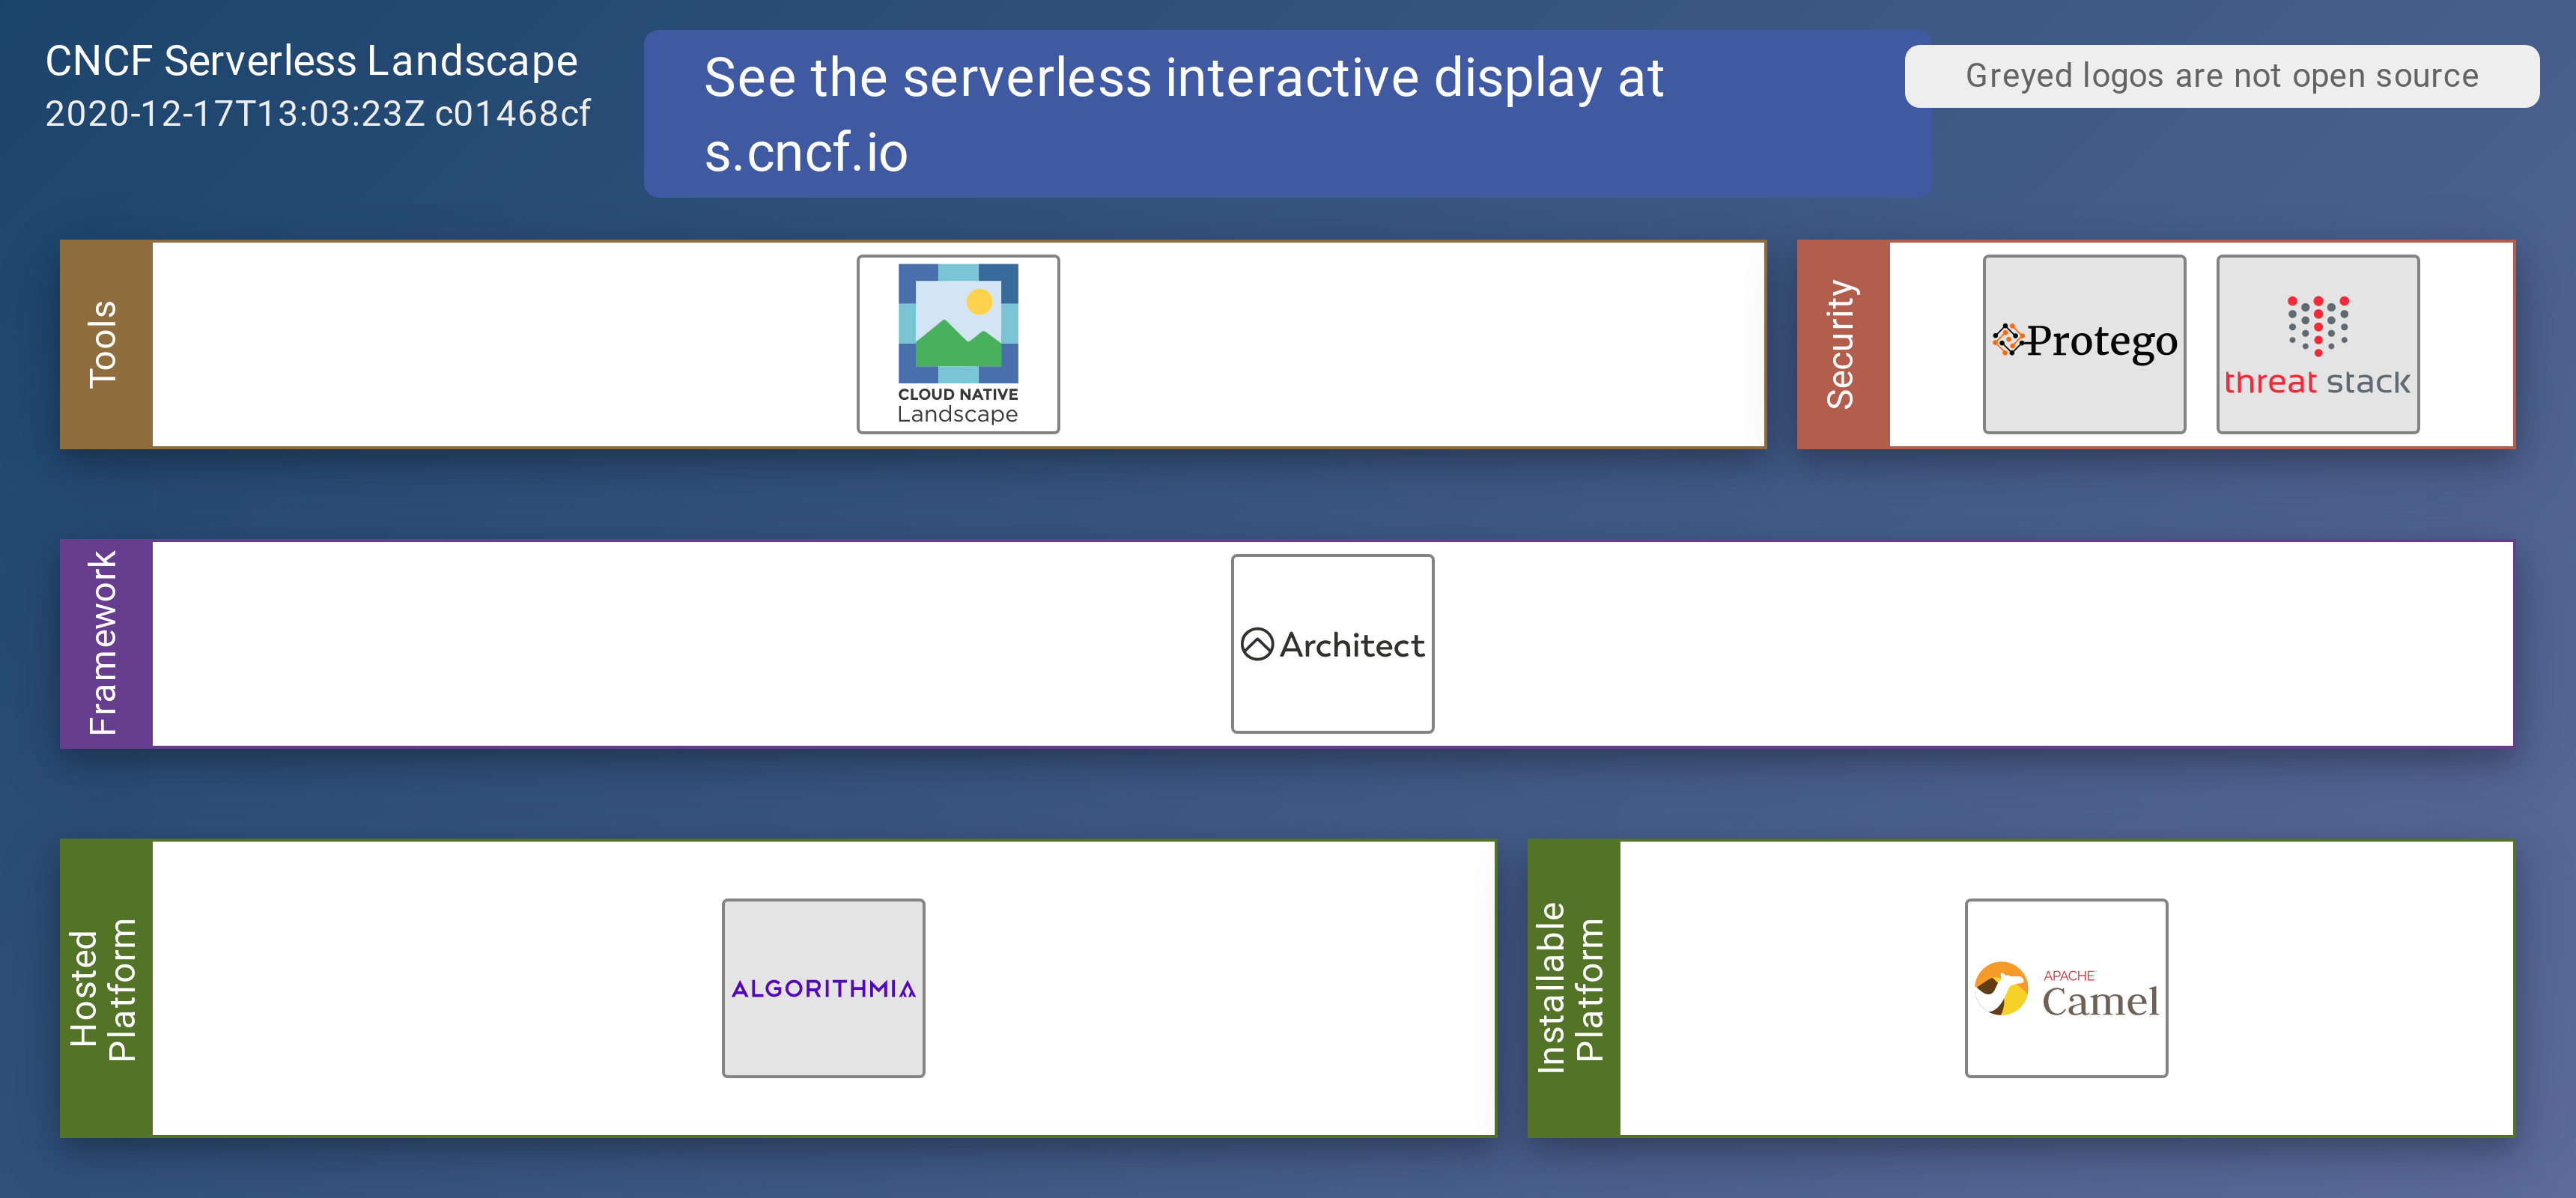 CNCF Serverless Landscape
2020-12-17T13:03:23Z c01468cf
See the serverless interactive display at
s.cncf.io
Greyed logos are not open source
Tools
CLOUD NATIVE
Landscape
Security
Protego
threat stack
Framework
Architect
Hosted
Platform
ALGORITHMIA
Installable
Platform
APACHE
Camel